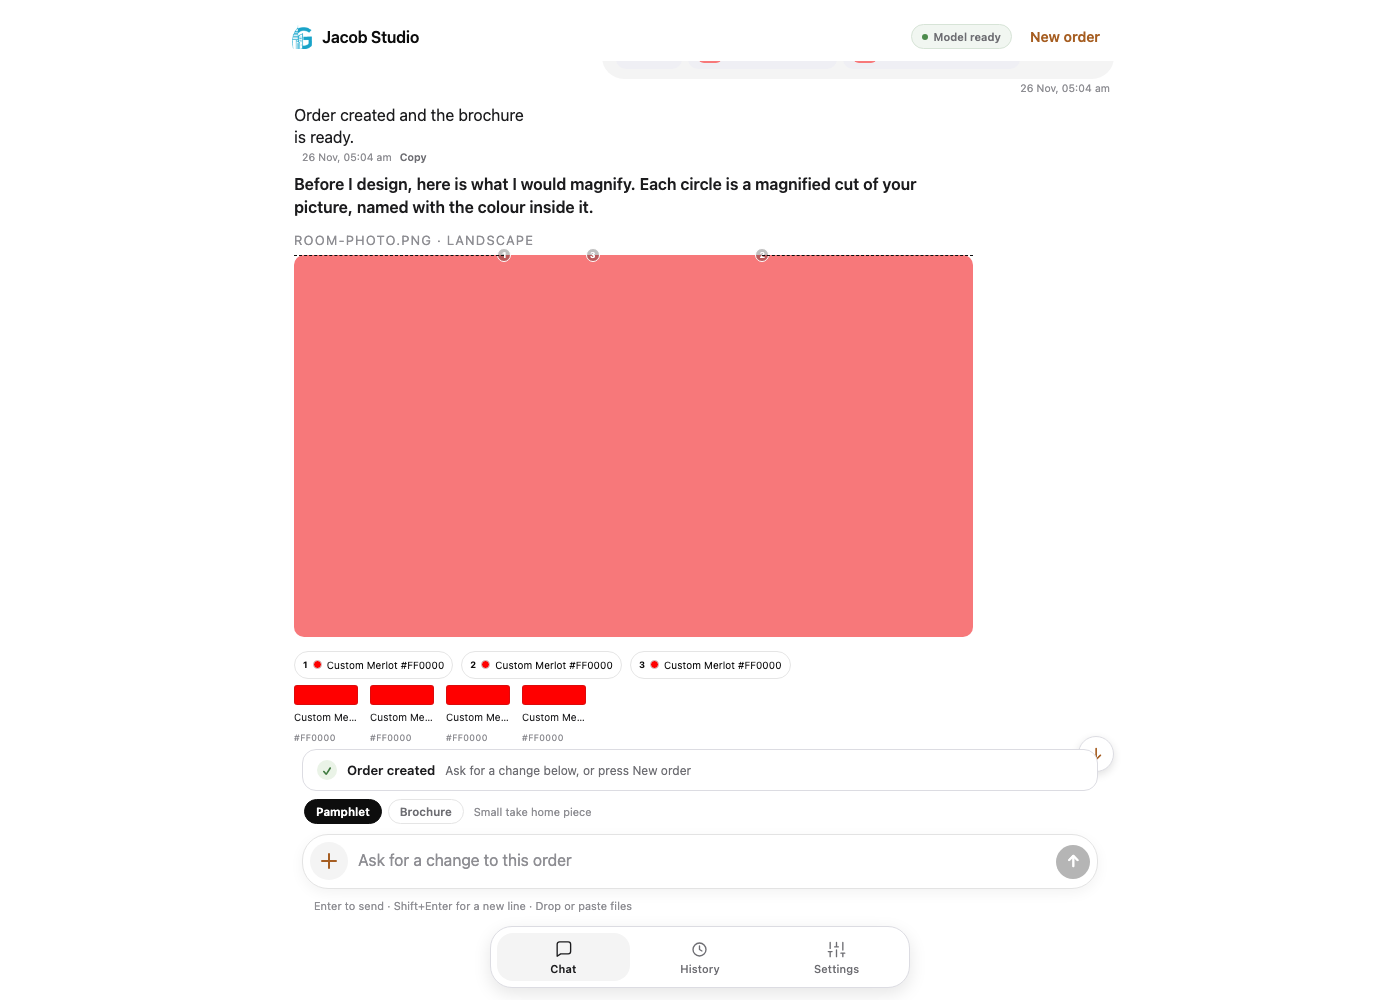 Jacob Studio
Model ready
New order
26 Nov, 05:04 am
Order created and the brochure
is ready.
26 Nov, 05:04 am Copy
Before I design, here is what I would magnify. Each circle is a magnified cut of your
picture, named with the colour inside it.
ROOM-PHOTO.PNG · LANDSCAPE
1 3 2
1 Custom Merlot #FF0000
2 Custom Merlot #FF0000
3 Custom Merlot #FF0000
Custom Me... Custom Me... Custom Me... Custom Me...
#FF0000 #FF0000 #FF0000 #FF0000
Order created Ask for a change below, or press New order
Pamphlet Brochure Small take home piece
Ask for a change to this order
Enter to send · Shift+Enter for a new line · Drop or paste files
Chat History Settings